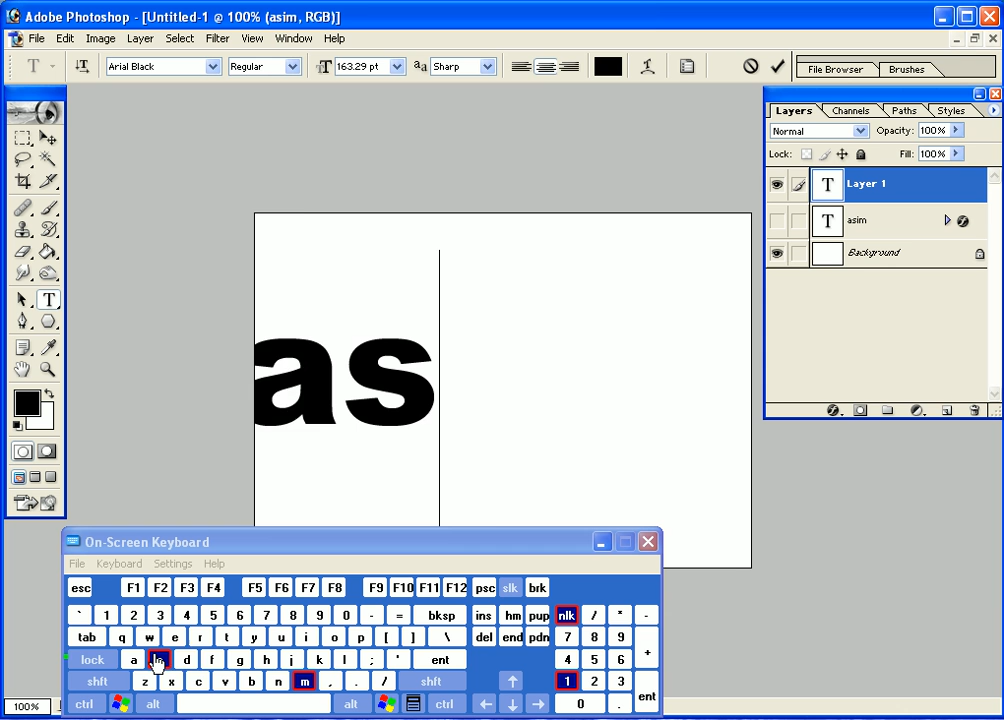 Adobe Photoshop - [Untitled-1 @ 100% (asim, RGB)]
File Edit Image Layer Select Filter View Window Help
T Arial Black Regular T 163.29 pt aa Sharp File Browser Brushes
Layers Channels Paths Styles
Normal Opacity: 100%
Lock: Fill: 100%
T Layer 1
T asim
Background
T
as
100%
On-Screen Keyboard
File Keyboard Settings Help
esc F1 F2 F3 F4 F5 F6 F7 F8 F9 F10 F11 F12 psc slk brk
` 1 2 3 4 5 6 7 8 9 0 - = bksp ins hm pup nlk / * -
tab q w e r t y u i o p [ ] \ del end pdn 7 8 9 +
lock a d f g h j k l ; ' ent 4 5 6
shft z x c v b n m , . / shft 1 2 3 ent
ctrl alt alt ctrl 0 .